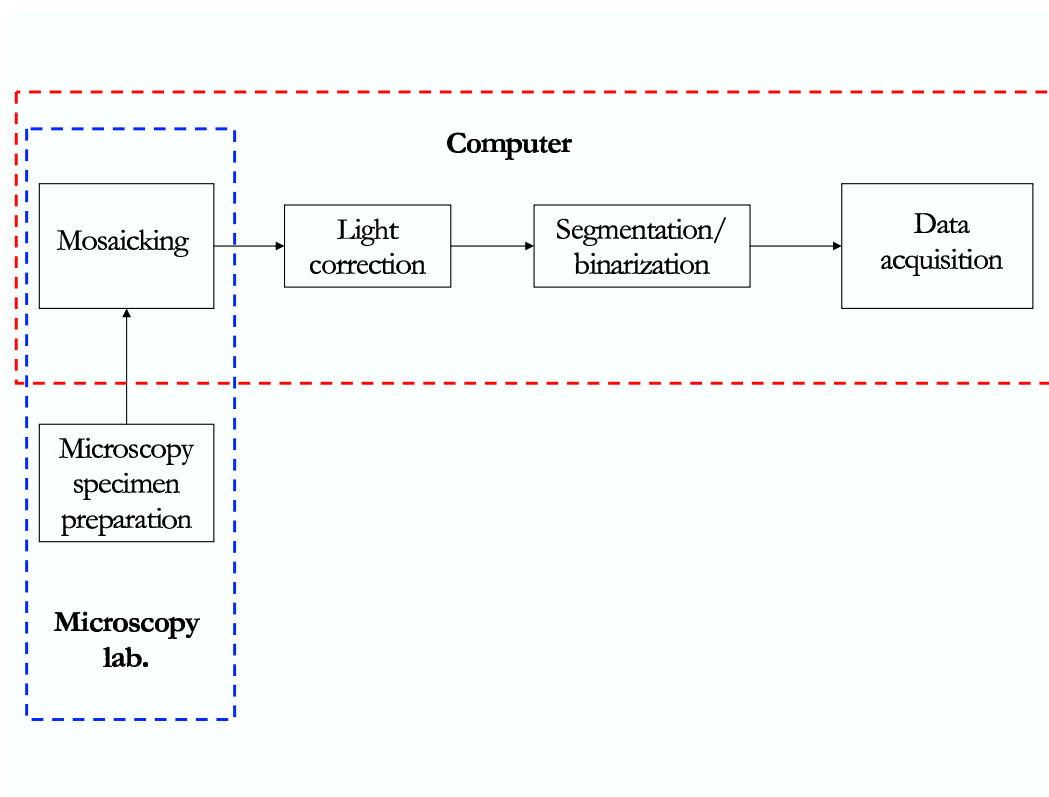 Computer
Mosaicking
Light
correction
Segmentation/
binarization
Data
acquisition
Microscopy
specimen
preparation
Microscopy
lab.